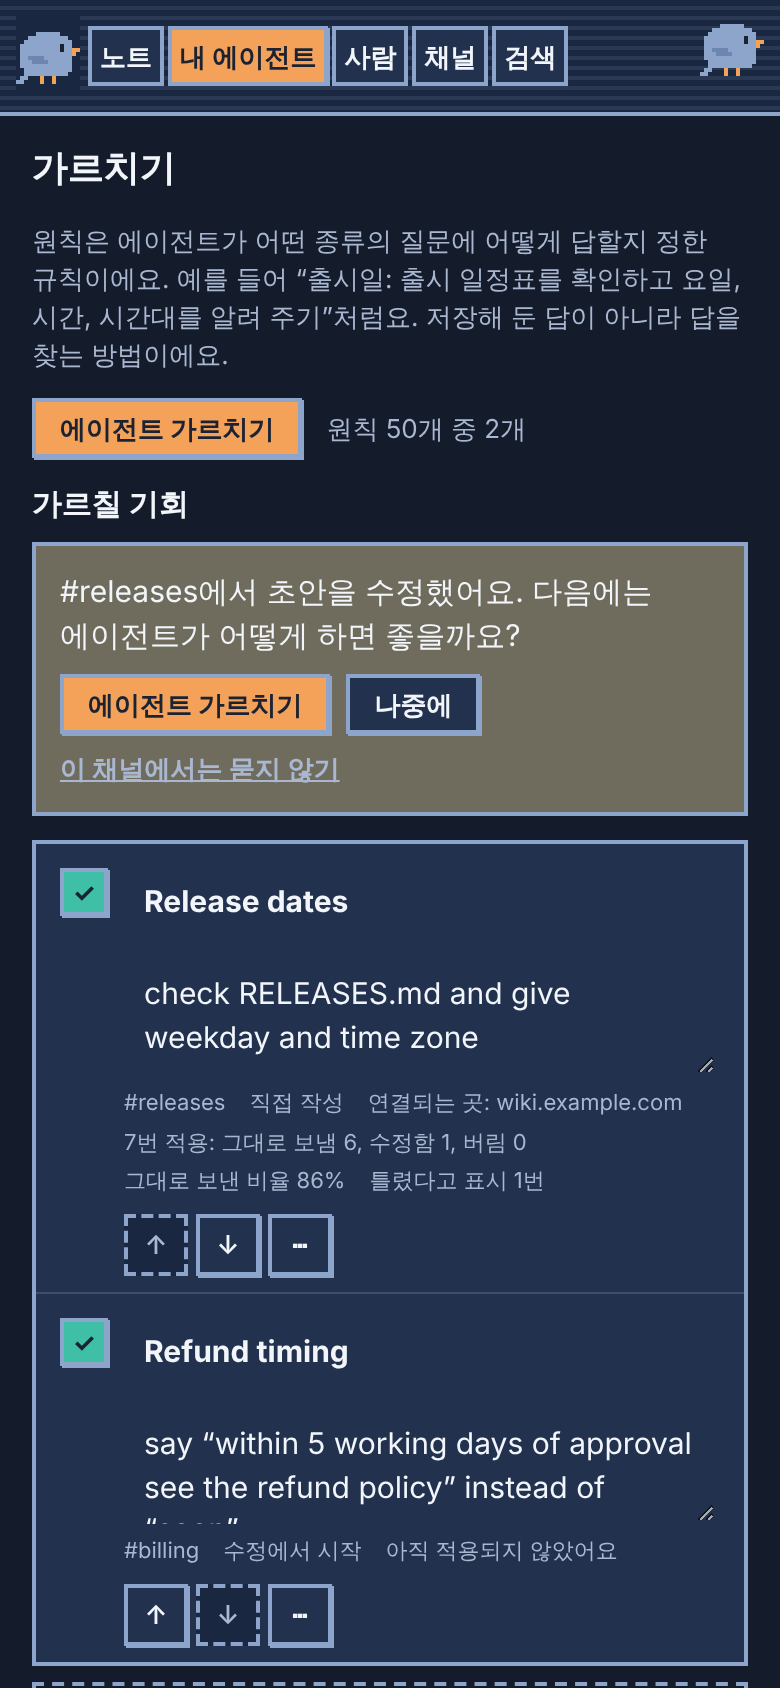 노트
내 에이전트
사람
채널
검색
가르치기
원칙은 에이전트가 어떤 종류의 질문에 어떻게 답할지 정한
규칙이에요. 예를 들어 “출시일: 출시 일정표를 확인하고 요일,
시간, 시간대를 알려 주기”처럼요. 저장해 둔 답이 아니라 답을
찾는 방법이에요.
에이전트 가르치기
원칙 50개 중 2개
가르칠 기회
#releases에서 초안을 수정했어요. 다음에는
에이전트가 어떻게 하면 좋을까요?
에이전트 가르치기
나중에
이 채널에서는 묻지 않기
Release dates
check RELEASES.md and give
weekday and time zone
#releases 직접 작성 연결되는 곳: wiki.example.com
7번 적용: 그대로 보냄 6, 수정함 1, 버림 0
그대로 보낸 비율 86% 틀렸다고 표시 1번
Refund timing
say “within 5 working days of approval
see the refund policy” instead of
#billing 수정에서 시작 아직 적용되지 않았어요